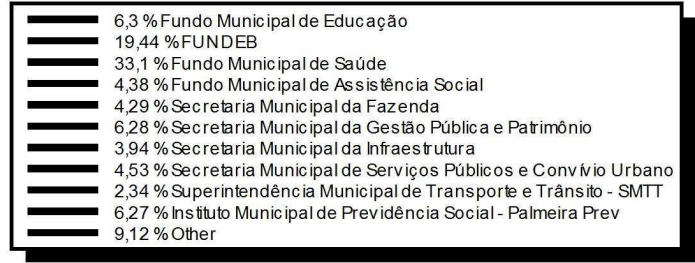 6,3 % Fundo Municipal de Educação
19,44 % FUNDEB
33,1 % Fundo Municipal de Saúde
4,38 % Fundo Municipal de Assistência Social
4,29 % Secretaria Municipal da Fazenda
6,28 % Secretaria Municipal da Gestão Pública e Patrimônio
3,94 % Secretaria Municipal da Infraestrutura
4,53 % Secretaria Municipal de Serviços Públicos e Convívio Urbano
2,34 % Superintendência Municipal de Transporte e Trânsito - SMTT
6,27 % Instituto Municipal de Previdência Social - Palmeira Prev
9,12 % Other